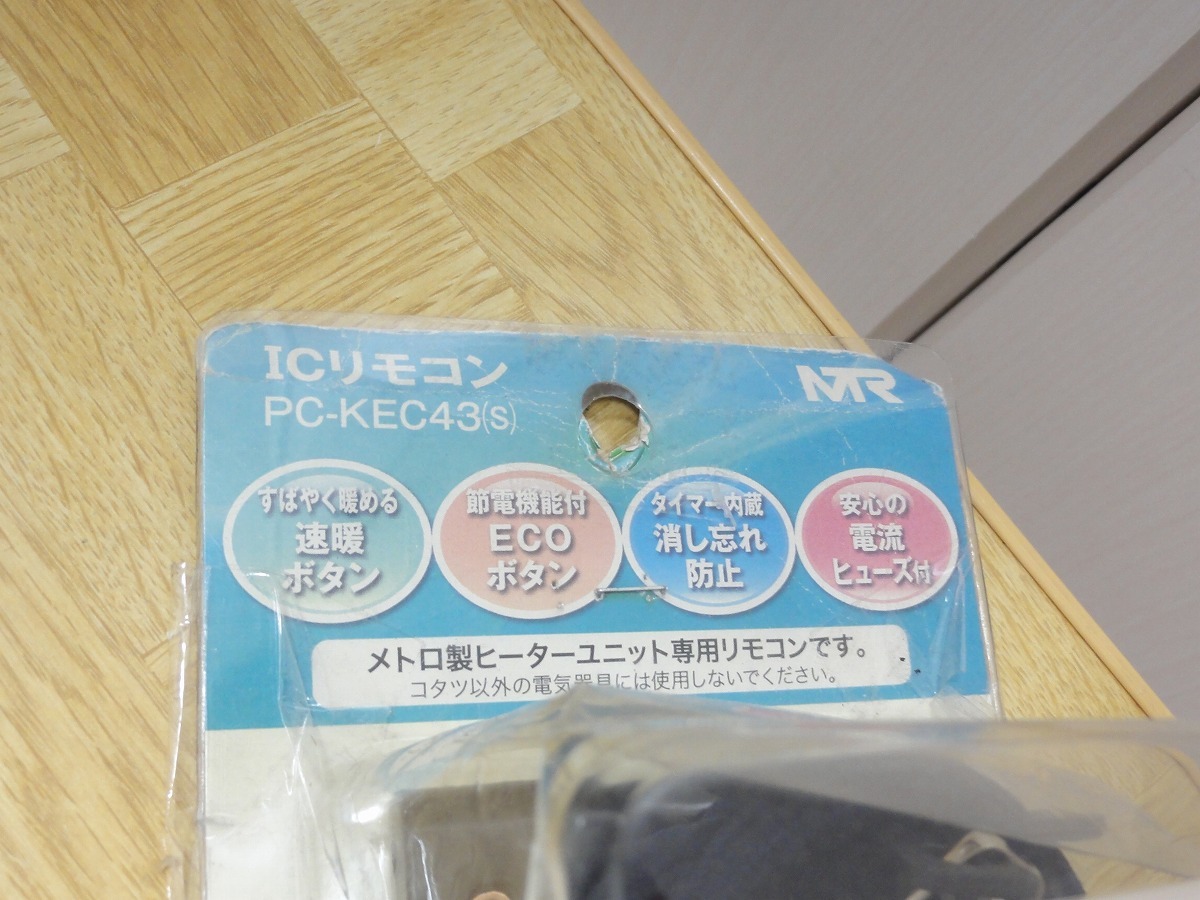 ICリモコン
MTR
PC-KEC43(S)
すばやく暖める
速暖
ボタン
節電機能付
ECO
ボタン
タイマー内蔵
消し忘れ
防止
安心の
電流
ヒューズ付
メトロ製ヒーターユニット専用リモコンです。
コタツ以外の電気器具には使用しないでください。